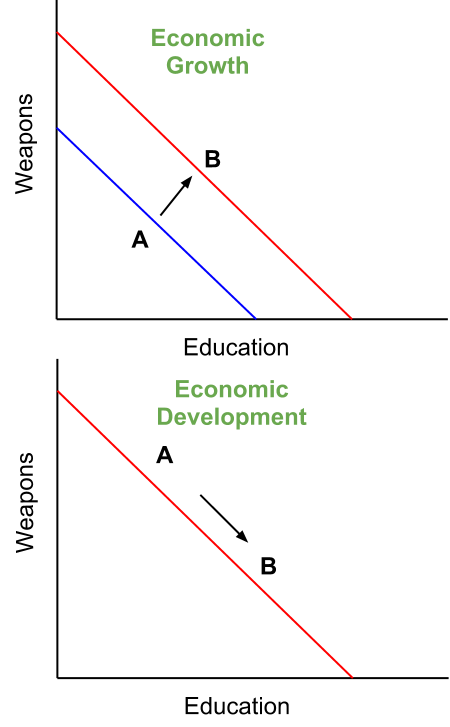 Economic
Growth
Weapons
B
A
Education
Economic
Development
Weapons
A
B
Education